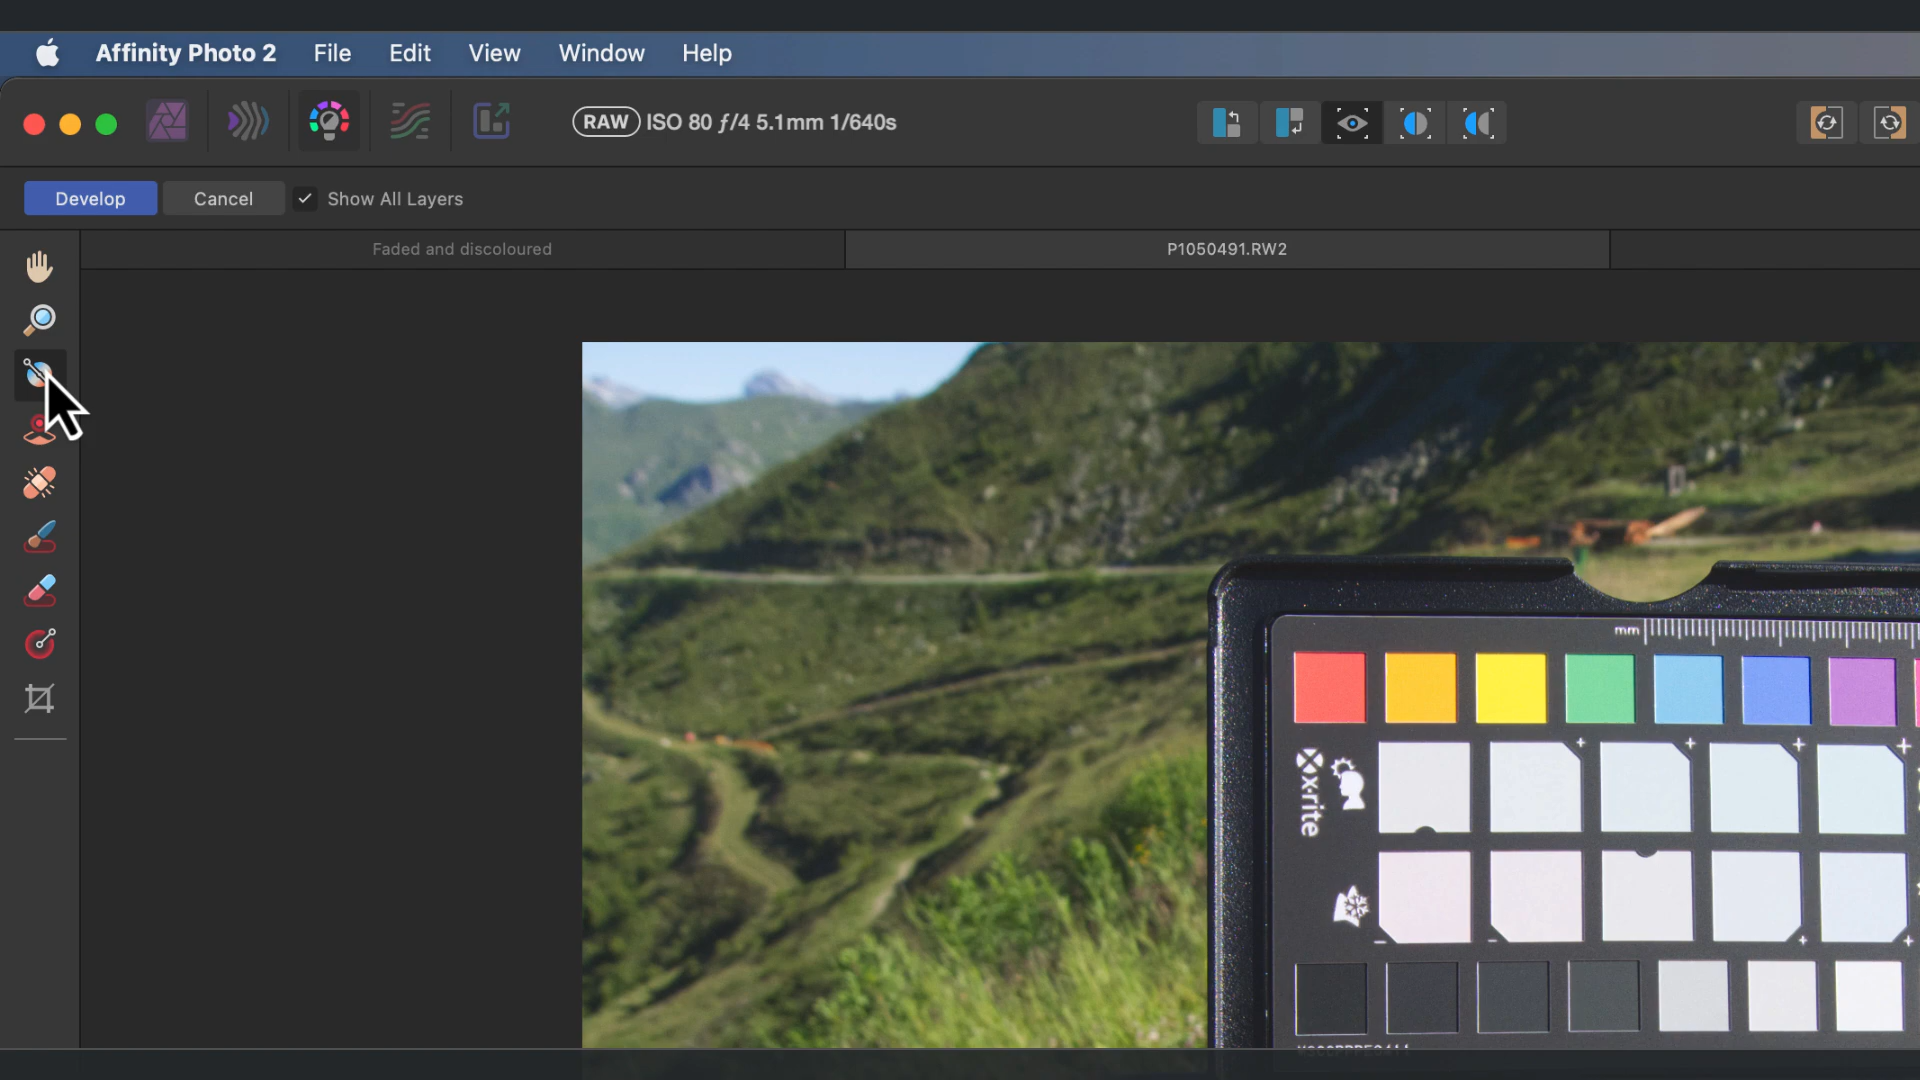 Affinity Photo 2 File Edit View Window Help
RAW ISO 80 ƒ/4 5.1mm 1/640s
Develop Cancel Show All Layers
Faded and discoloured P1050491.RW2
mm
x-rite